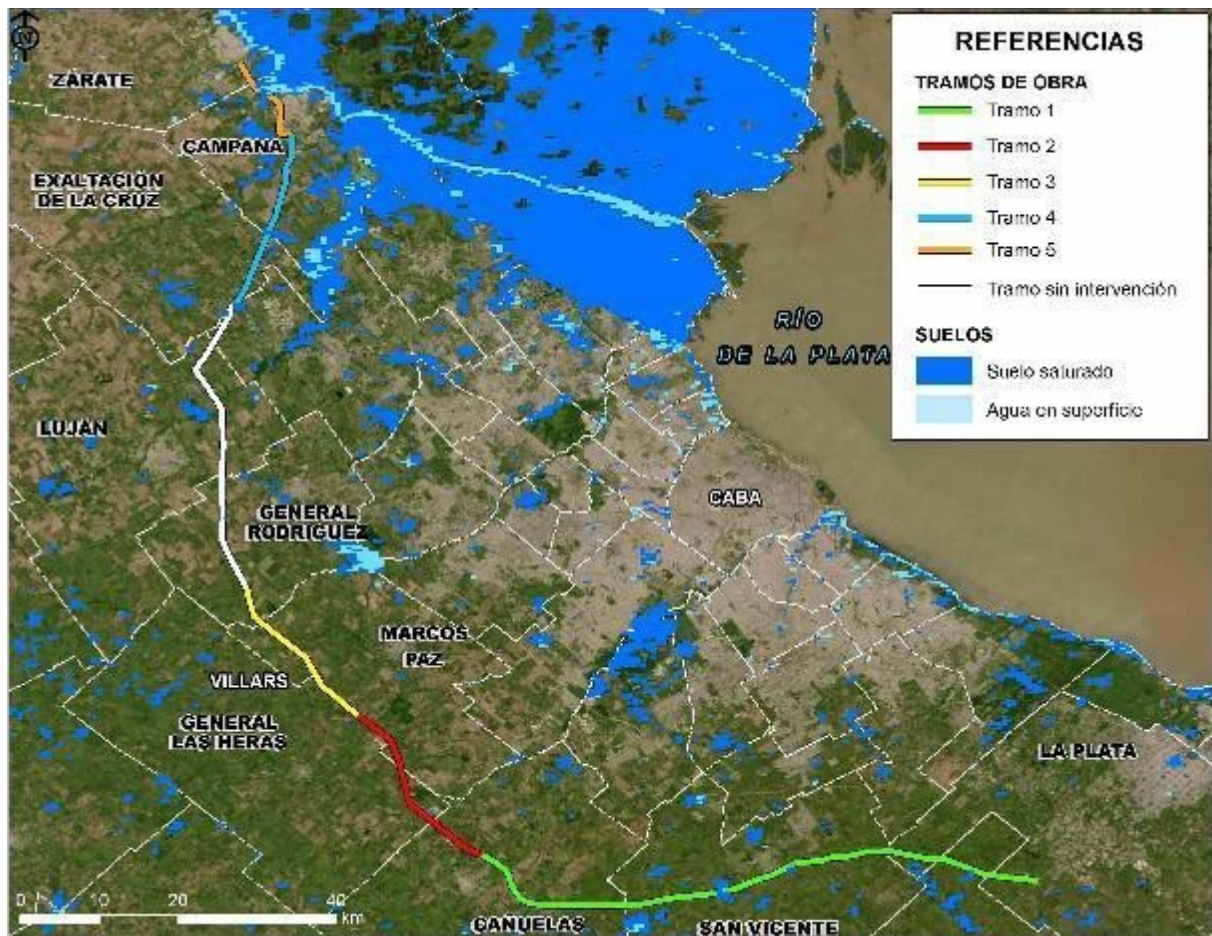 N
ZÁRATE
CAMPANA
EXALTACION
DE LA CRUZ
LUJAN
GENERAL
RODRIGUEZ
MARCOS
PAZ
VILLARS
GENERAL
LAS HERAS
CABA
RÍO
DE LA PLATA
LA PLATA
CAÑUELAS
SAN VICENTE
0 10 20 40
km
REFERENCIAS
TRAMOS DE OBRA
Tramo 1
Tramo 2
Tramo 3
Tramo 4
Tramo 5
Tramo sin intervención
SUELOS
Suelo saturado
Agua en superficie